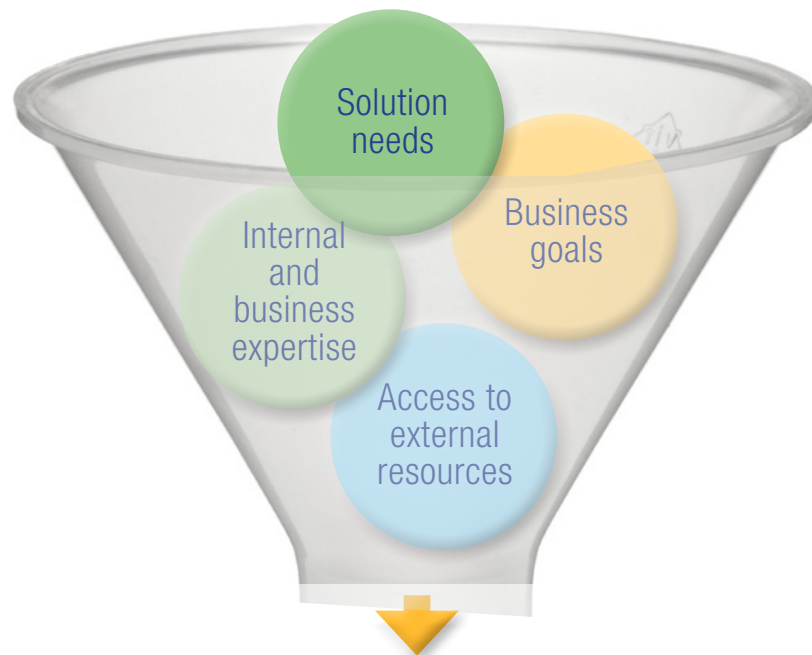 Solution
needs
Business
goals
Internal
and
business
expertise
Access to
external
resources